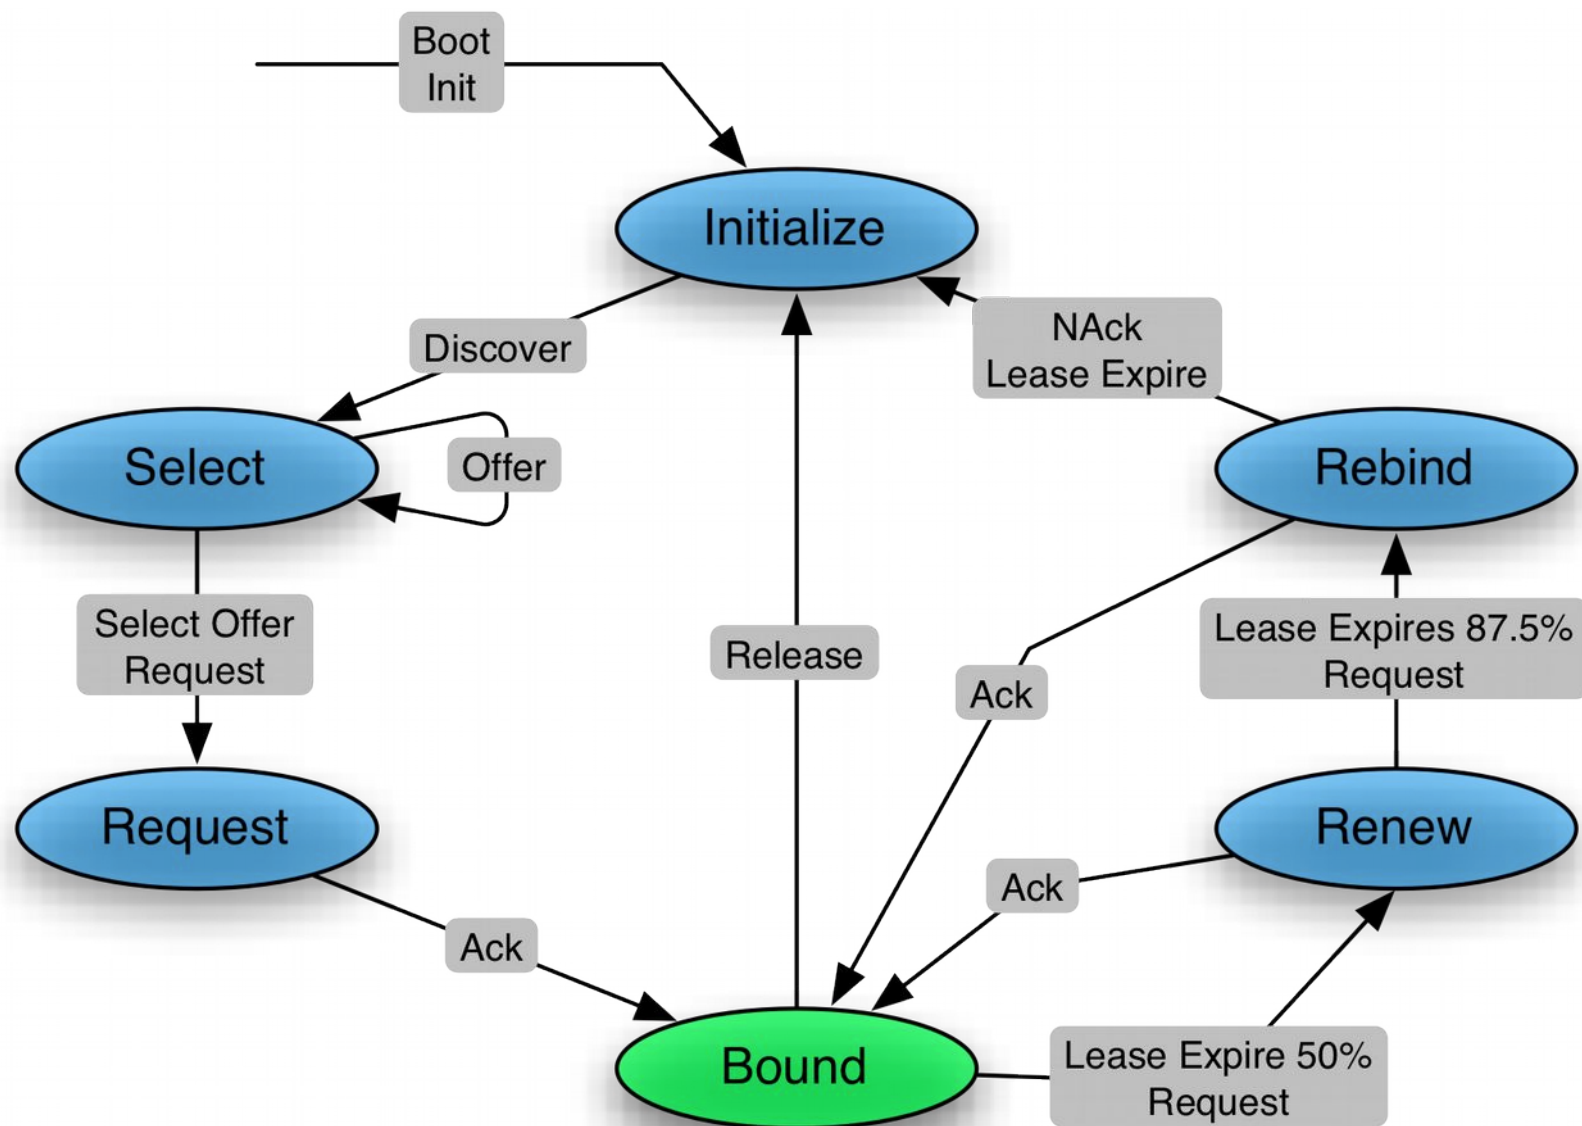 Boot
Init
Initialize
Discover
NAck
Lease Expire
Select
Offer
Rebind
Select Offer
Request
Release
Ack
Lease Expires 87.5%
Request
Request
Ack
Renew
Ack
Bound
Lease Expire 50%
Request